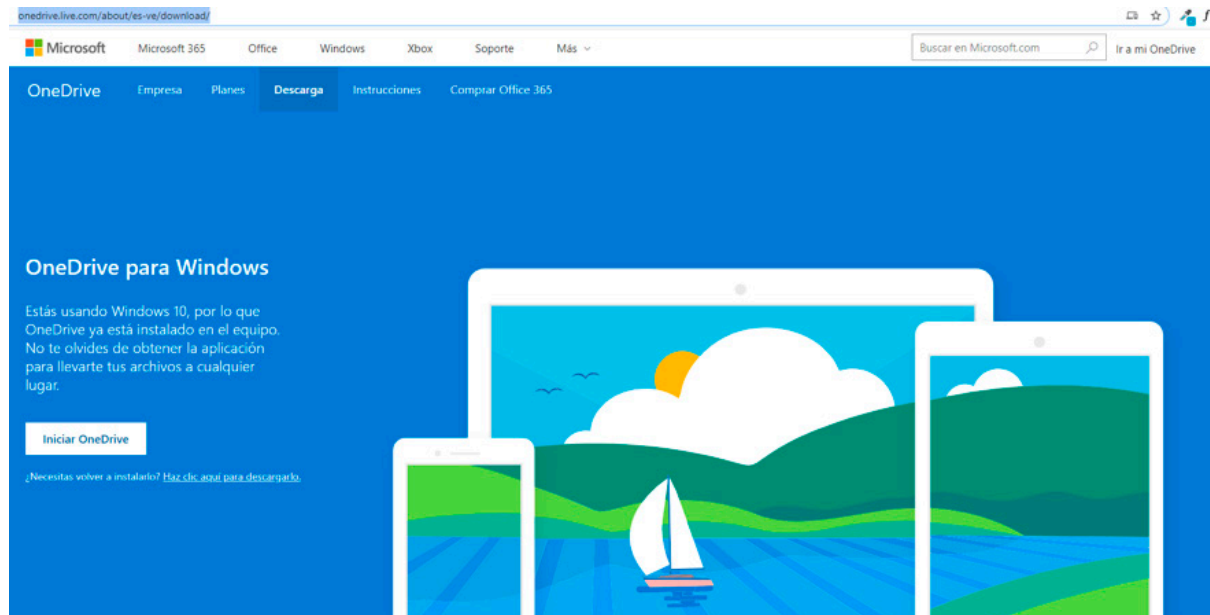 onedrive.live.com/about/es-ve/download/
Microsoft Microsoft 365 Office Windows Xbox Soporte Más Buscar en Microsoft.com Ir a mi OneDrive
OneDrive Empresa Planes Descarga Instrucciones Comprar Office 365
OneDrive para Windows
Estás usando Windows 10, por lo que
OneDrive ya está instalado en el equipo.
No te olvides de obtener la aplicación
para llevarte tus archivos a cualquier
lugar.
Iniciar OneDrive
¿Necesitas volver a instalarlo? Haz clic aquí para descargarlo.